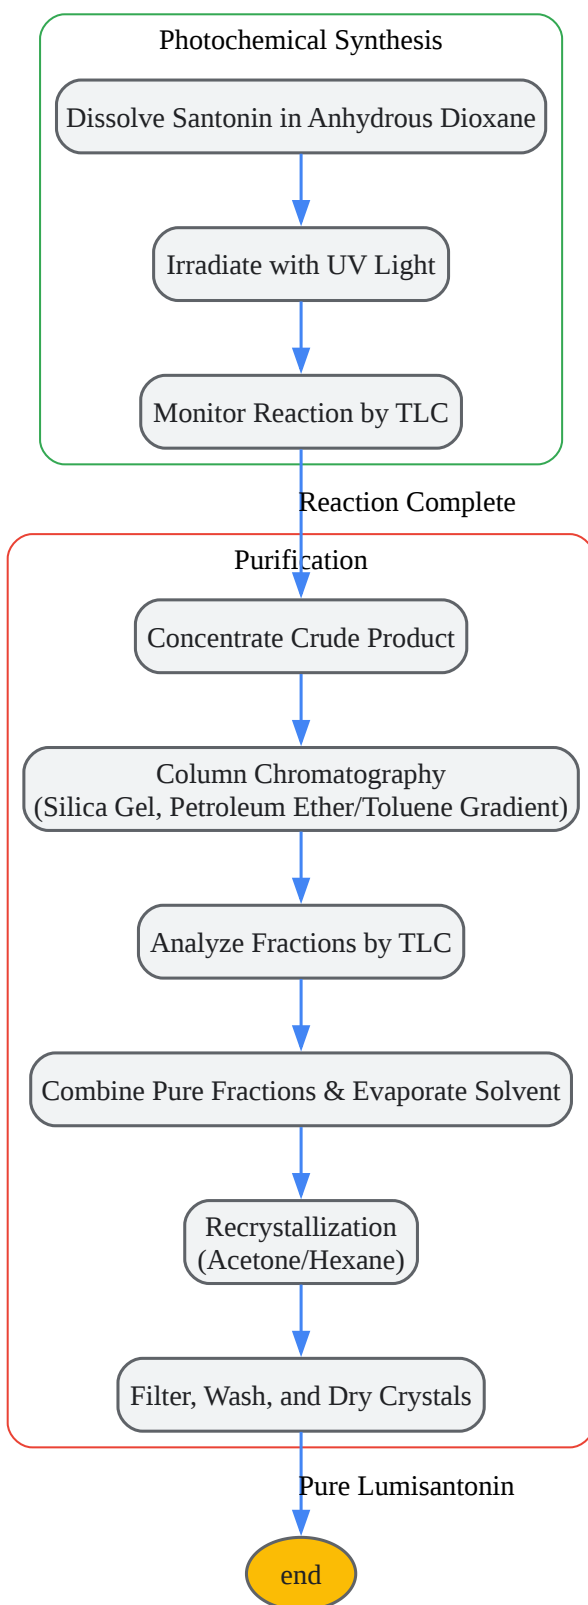 Photochemical Synthesis
Dissolve Santonin in Anhydrous Dioxane
Irradiate with UV Light
Monitor Reaction by TLC
Reaction Complete
Purification
Concentrate Crude Product
Column Chromatography
(Silica Gel, Petroleum Ether/Toluene Gradient)
Analyze Fractions by TLC
Combine Pure Fractions & Evaporate Solvent
Recrystallization
(Acetone/Hexane)
Filter, Wash, and Dry Crystals
Pure Lumisantonin
end